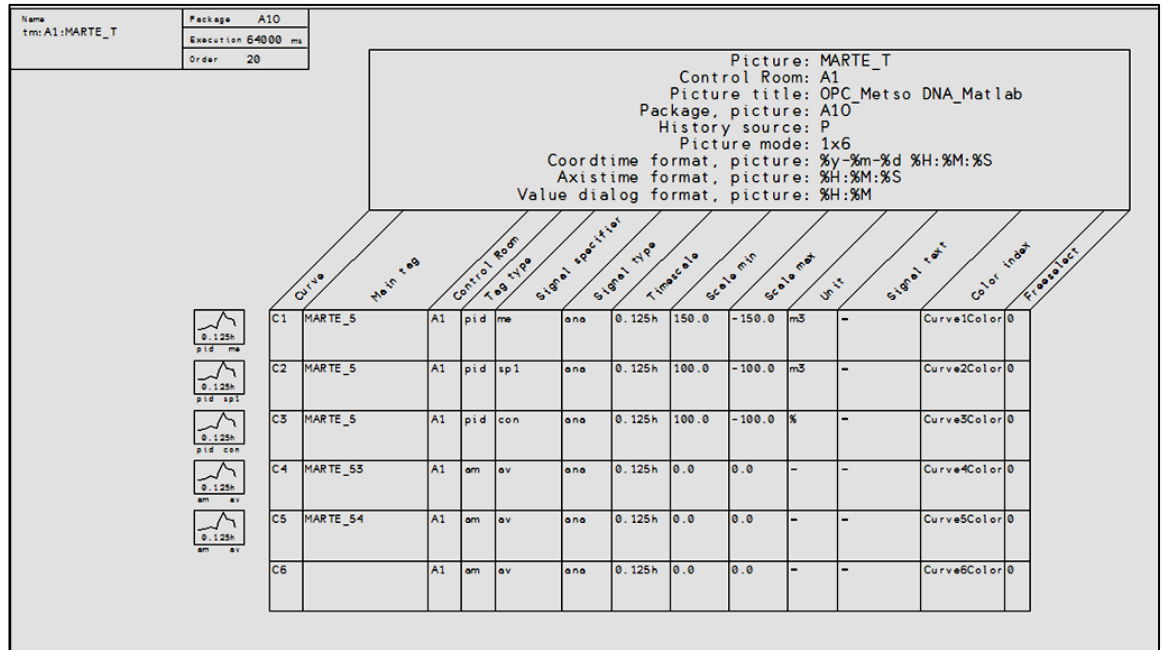 Name
tm:A1:MARTE_T
Package A10
Execution 64000 ms
Order 20
Picture: MARTE_T
Control Room: A1
Picture title: OPC_Metso DNA_Matlab
Package, picture: A10
History source: P
Picture mode: 1x6
Coordtime format, picture: %y-%m-%d %H:%M:%S
Axistime format, picture: %H:%M:%S
Value dialog format, picture: %H:%M
Curve Main tag Control Room Tag type Signal specifier Signal type Timescale Scale min Scale max Unit Signal text Color index Freeselect
C1 MARTE_5 A1 pid me ana 0.125h 150.0 -150.0 m3 - Curve1Color 0
0.125h
pid me
C2 MARTE_5 A1 pid sp1 ana 0.125h 100.0 -100.0 m3 - Curve2Color 0
0.125h
pid sp1
C3 MARTE_5 A1 pid con ana 0.125h 100.0 -100.0 % - Curve3Color 0
0.125h
pid con
C4 MARTE_53 A1 am av ana 0.125h 0.0 0.0 - - Curve4Color 0
0.125h
am av
C5 MARTE_54 A1 am av ana 0.125h 0.0 0.0 - - Curve5Color 0
0.125h
am av
C6 A1 am av ana 0.125h 0.0 0.0 - - Curve6Color 0